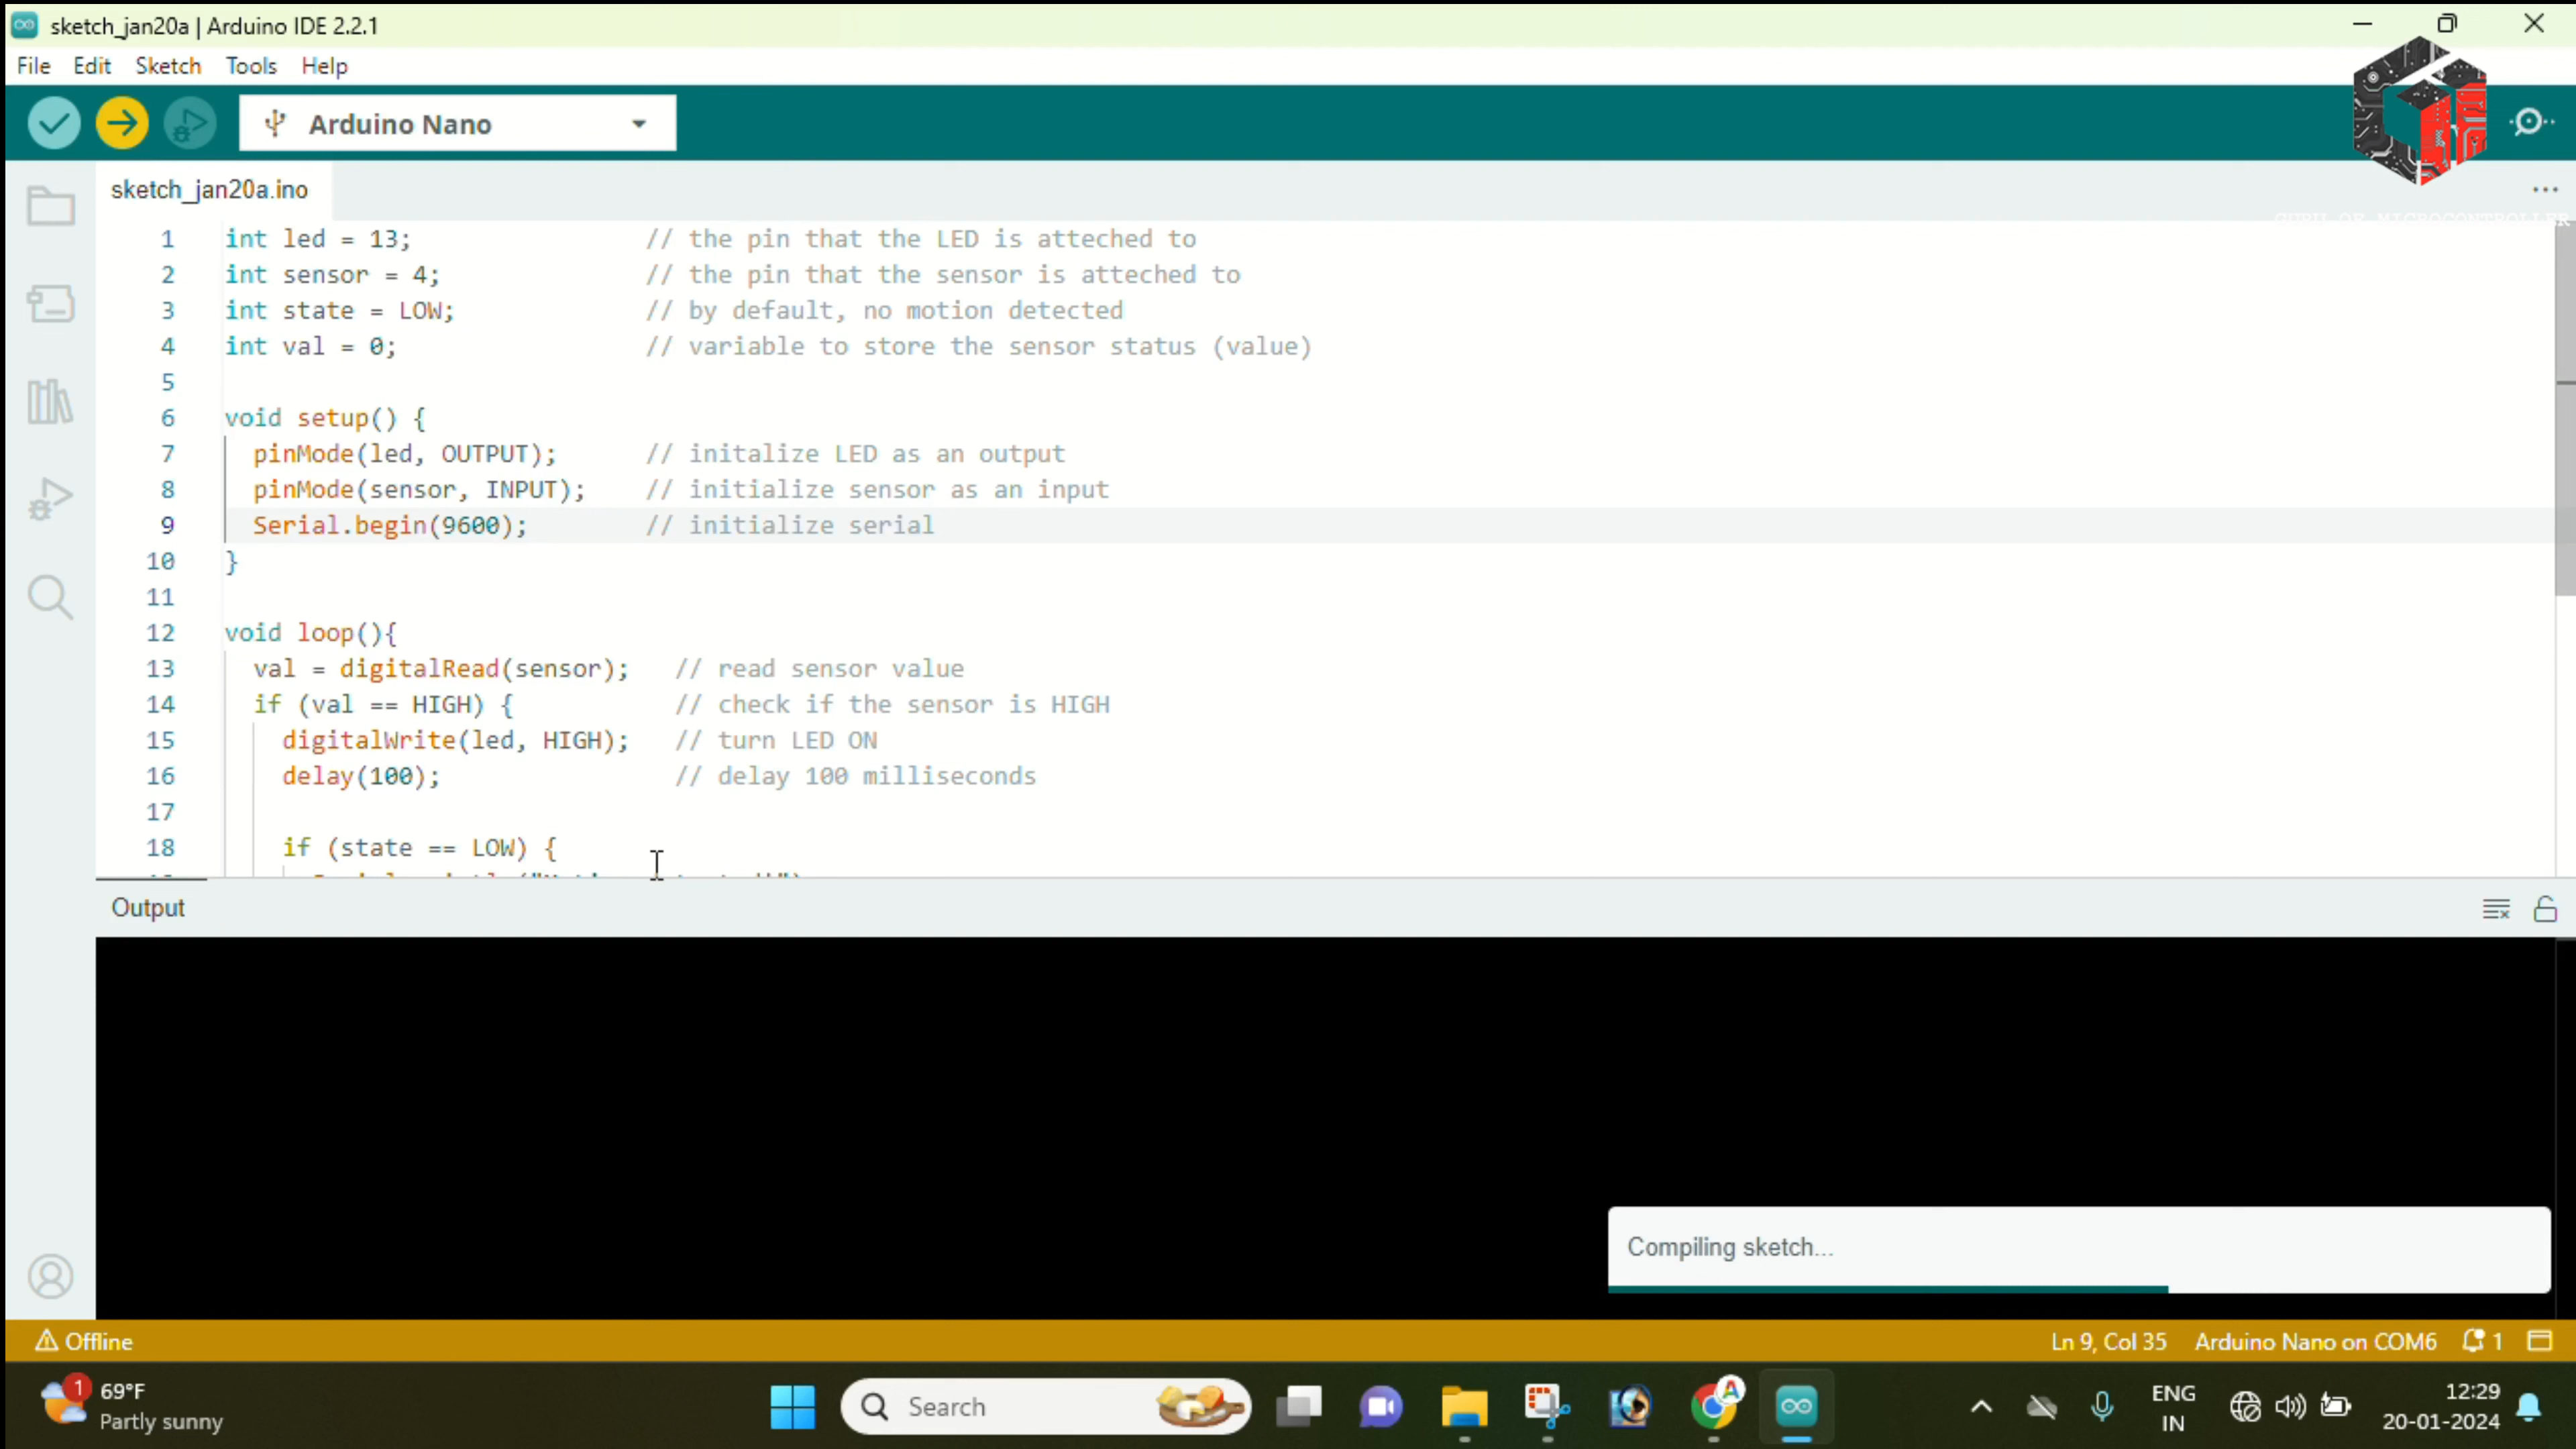 sketch_jan20a | Arduino IDE 2.2.1
File Edit Sketch Tools Help
Arduino Nano
GURU OF MICROCONTROLLER
sketch_jan20a.ino
1 int led = 13; // the pin that the LED is atteched to
2 int sensor = 4; // the pin that the sensor is atteched to
3 int state = LOW; // by default, no motion detected
4 int val = 0; // variable to store the sensor status (value)
5
6 void setup() {
7 pinMode(led, OUTPUT); // initalize LED as an output
8 pinMode(sensor, INPUT); // initialize sensor as an input
9 Serial.begin(9600); // initialize serial
10 }
11
12 void loop(){
13 val = digitalRead(sensor); // read sensor value
14 if (val == HIGH) { // check if the sensor is HIGH
15 digitalWrite(led, HIGH); // turn LED ON
16 delay(100); // delay 100 milliseconds
17
18 if (state == LOW) {
Output
Compiling sketch...
Offline
Ln 9, Col 35 Arduino Nano on COM6 1
1 69°F
Partly sunny
Search
A
ENG
IN
12:29
20-01-2024